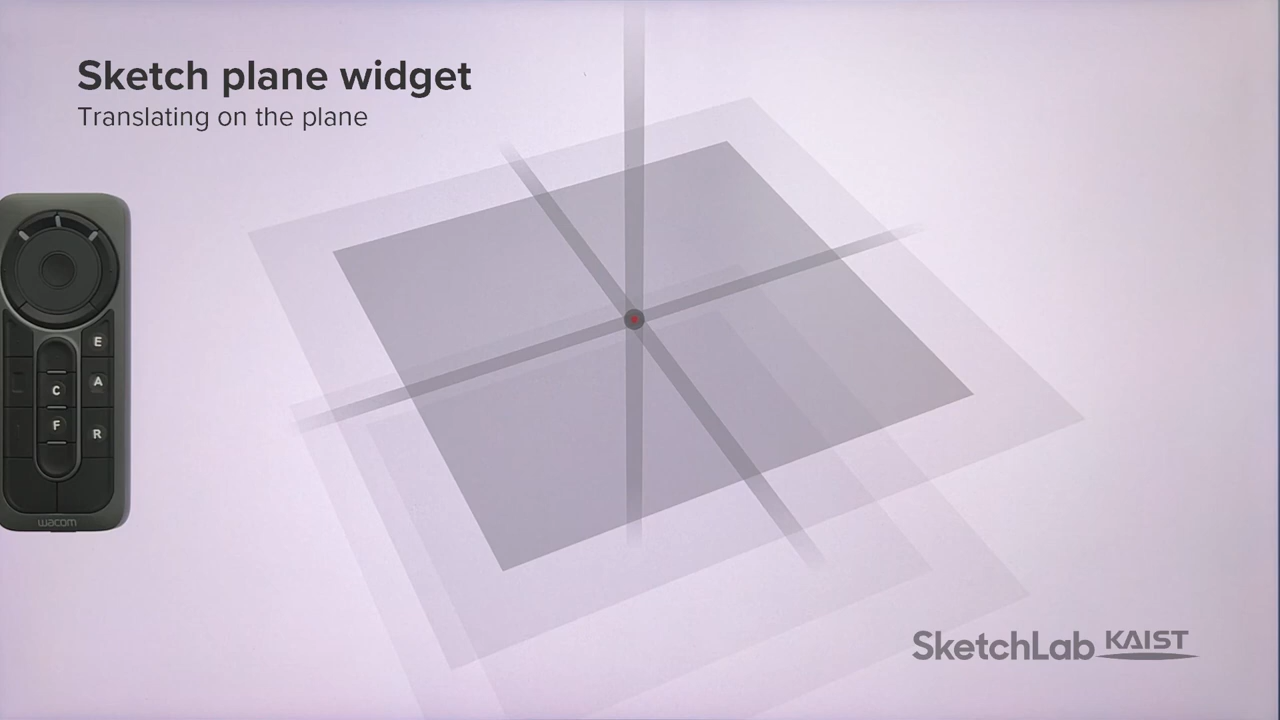 Sketch plane widget
Translating on the plane
E
A
C
F
R
wacom
SketchLab KAIST